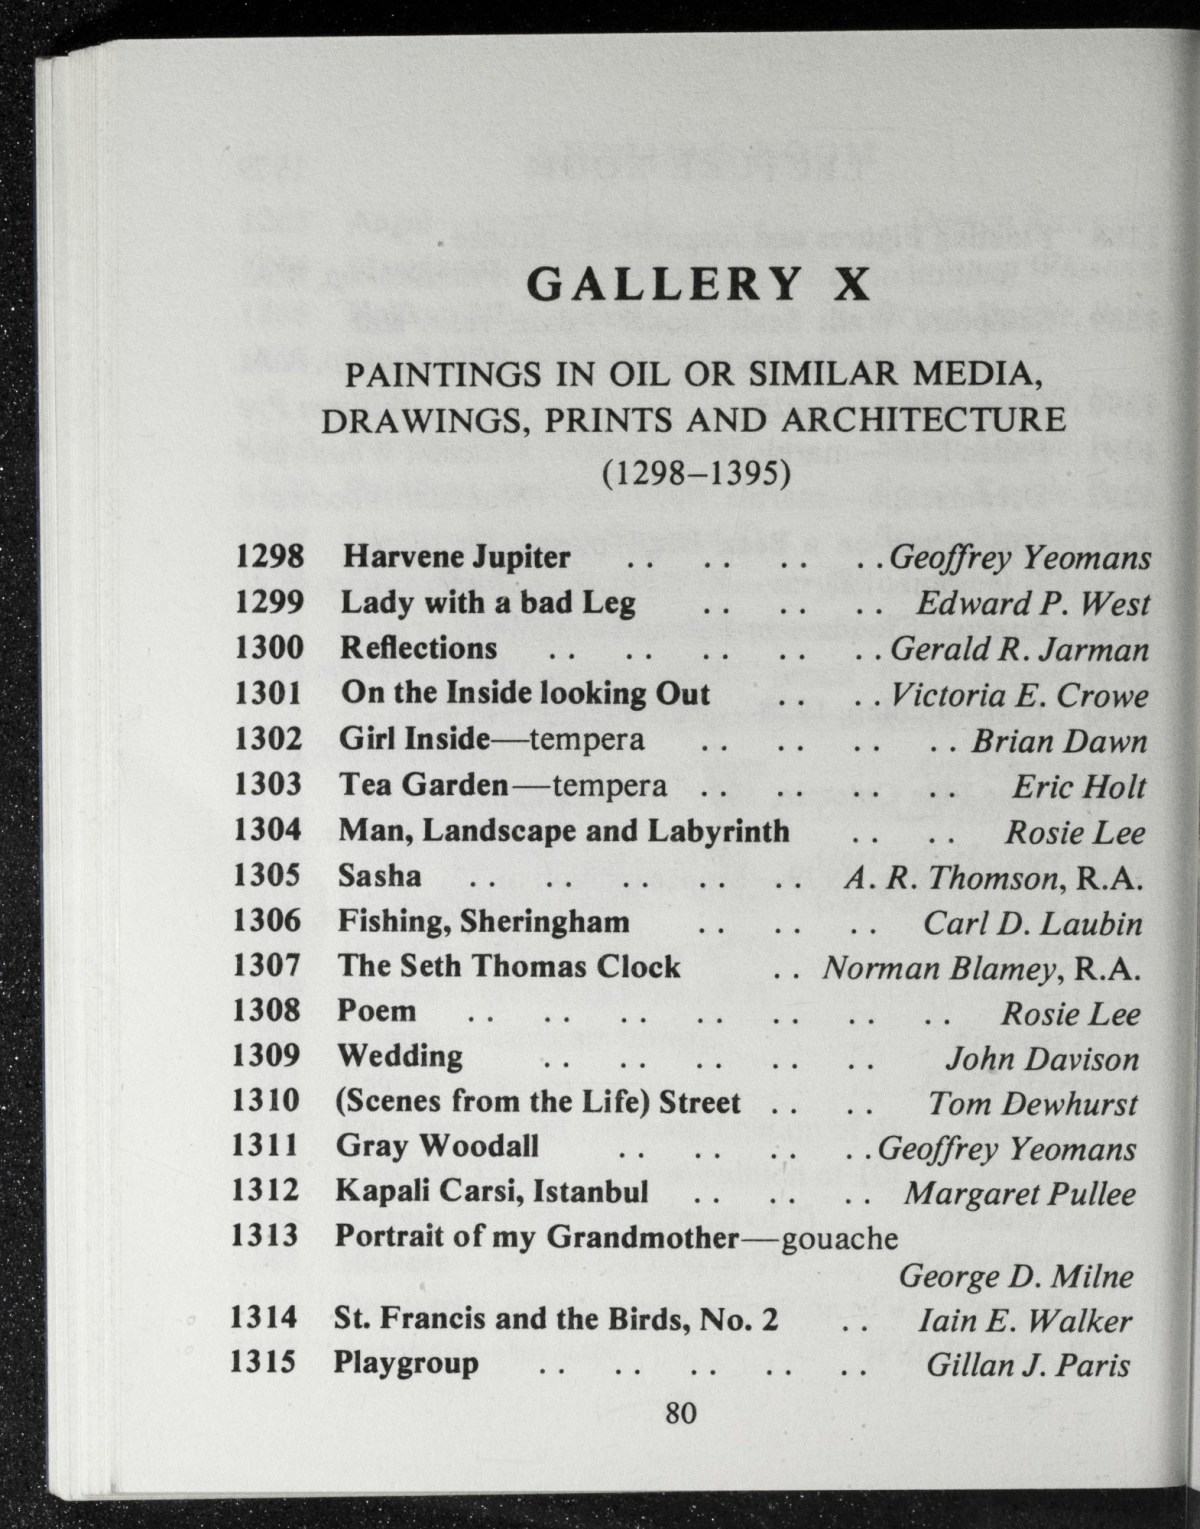 GALLERY X
PAINTINGS IN OIL OR SIMILAR MEDIA,
DRAWINGS, PRINTS AND ARCHITECTURE
(1298–1395)
1298 Harvene Jupiter .. .. .. .. Geoffrey Yeomans
1299 Lady with a bad Leg .. .. .. Edward P. West
1300 Reflections .. .. .. .. .. Gerald R. Jarman
1301 On the Inside looking Out .. .. Victoria E. Crowe
1302 Girl Inside—tempera .. .. .. .. Brian Dawn
1303 Tea Garden—tempera .. .. .. .. Eric Holt
1304 Man, Landscape and Labyrinth .. .. Rosie Lee
1305 Sasha .. .. .. .. .. A. R. Thomson, R.A.
1306 Fishing, Sheringham .. .. .. Carl D. Laubin
1307 The Seth Thomas Clock .. Norman Blamey, R.A.
1308 Poem .. .. .. .. .. .. .. Rosie Lee
1309 Wedding .. .. .. .. .. John Davison
1310 (Scenes from the Life) Street .. .. Tom Dewhurst
1311 Gray Woodall .. .. .. .. Geoffrey Yeomans
1312 Kapali Carsi, Istanbul .. .. .. Margaret Pullee
1313 Portrait of my Grandmother—gouache
George D. Milne
1314 St. Francis and the Birds, No. 2 .. Iain E. Walker
1315 Playgroup .. .. .. .. .. Gillan J. Paris
80